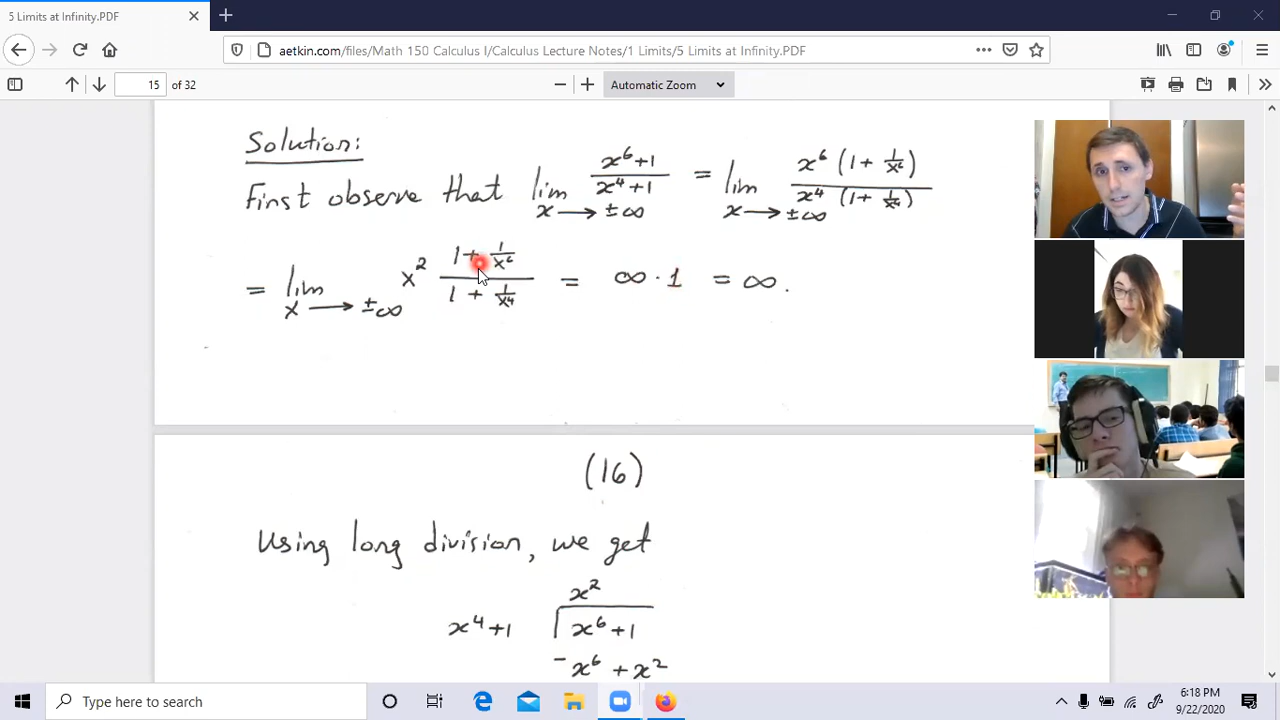 5 Limits at Infinity.PDF
aetkin.com/files/Math 150 Calculus I/Calculus Lecture Notes/1 Limits/5 Limits at Infinity.PDF
15 of 32
Automatic Zoom
Solution:
First observe that lim x→±∞ (x⁶+1)/(x⁴+1) = lim x→±∞ x⁶(1+1/x⁶)/x⁴(1+1/x⁴)
= lim x→±∞ x² (1+1/x⁶)/(1+1/x⁴) = ∞·1 = ∞.
(16)
Using long division, we get
x²
x⁴+1 x⁶+1
-x⁶+x²
Type here to search
6:18 PM
9/22/2020